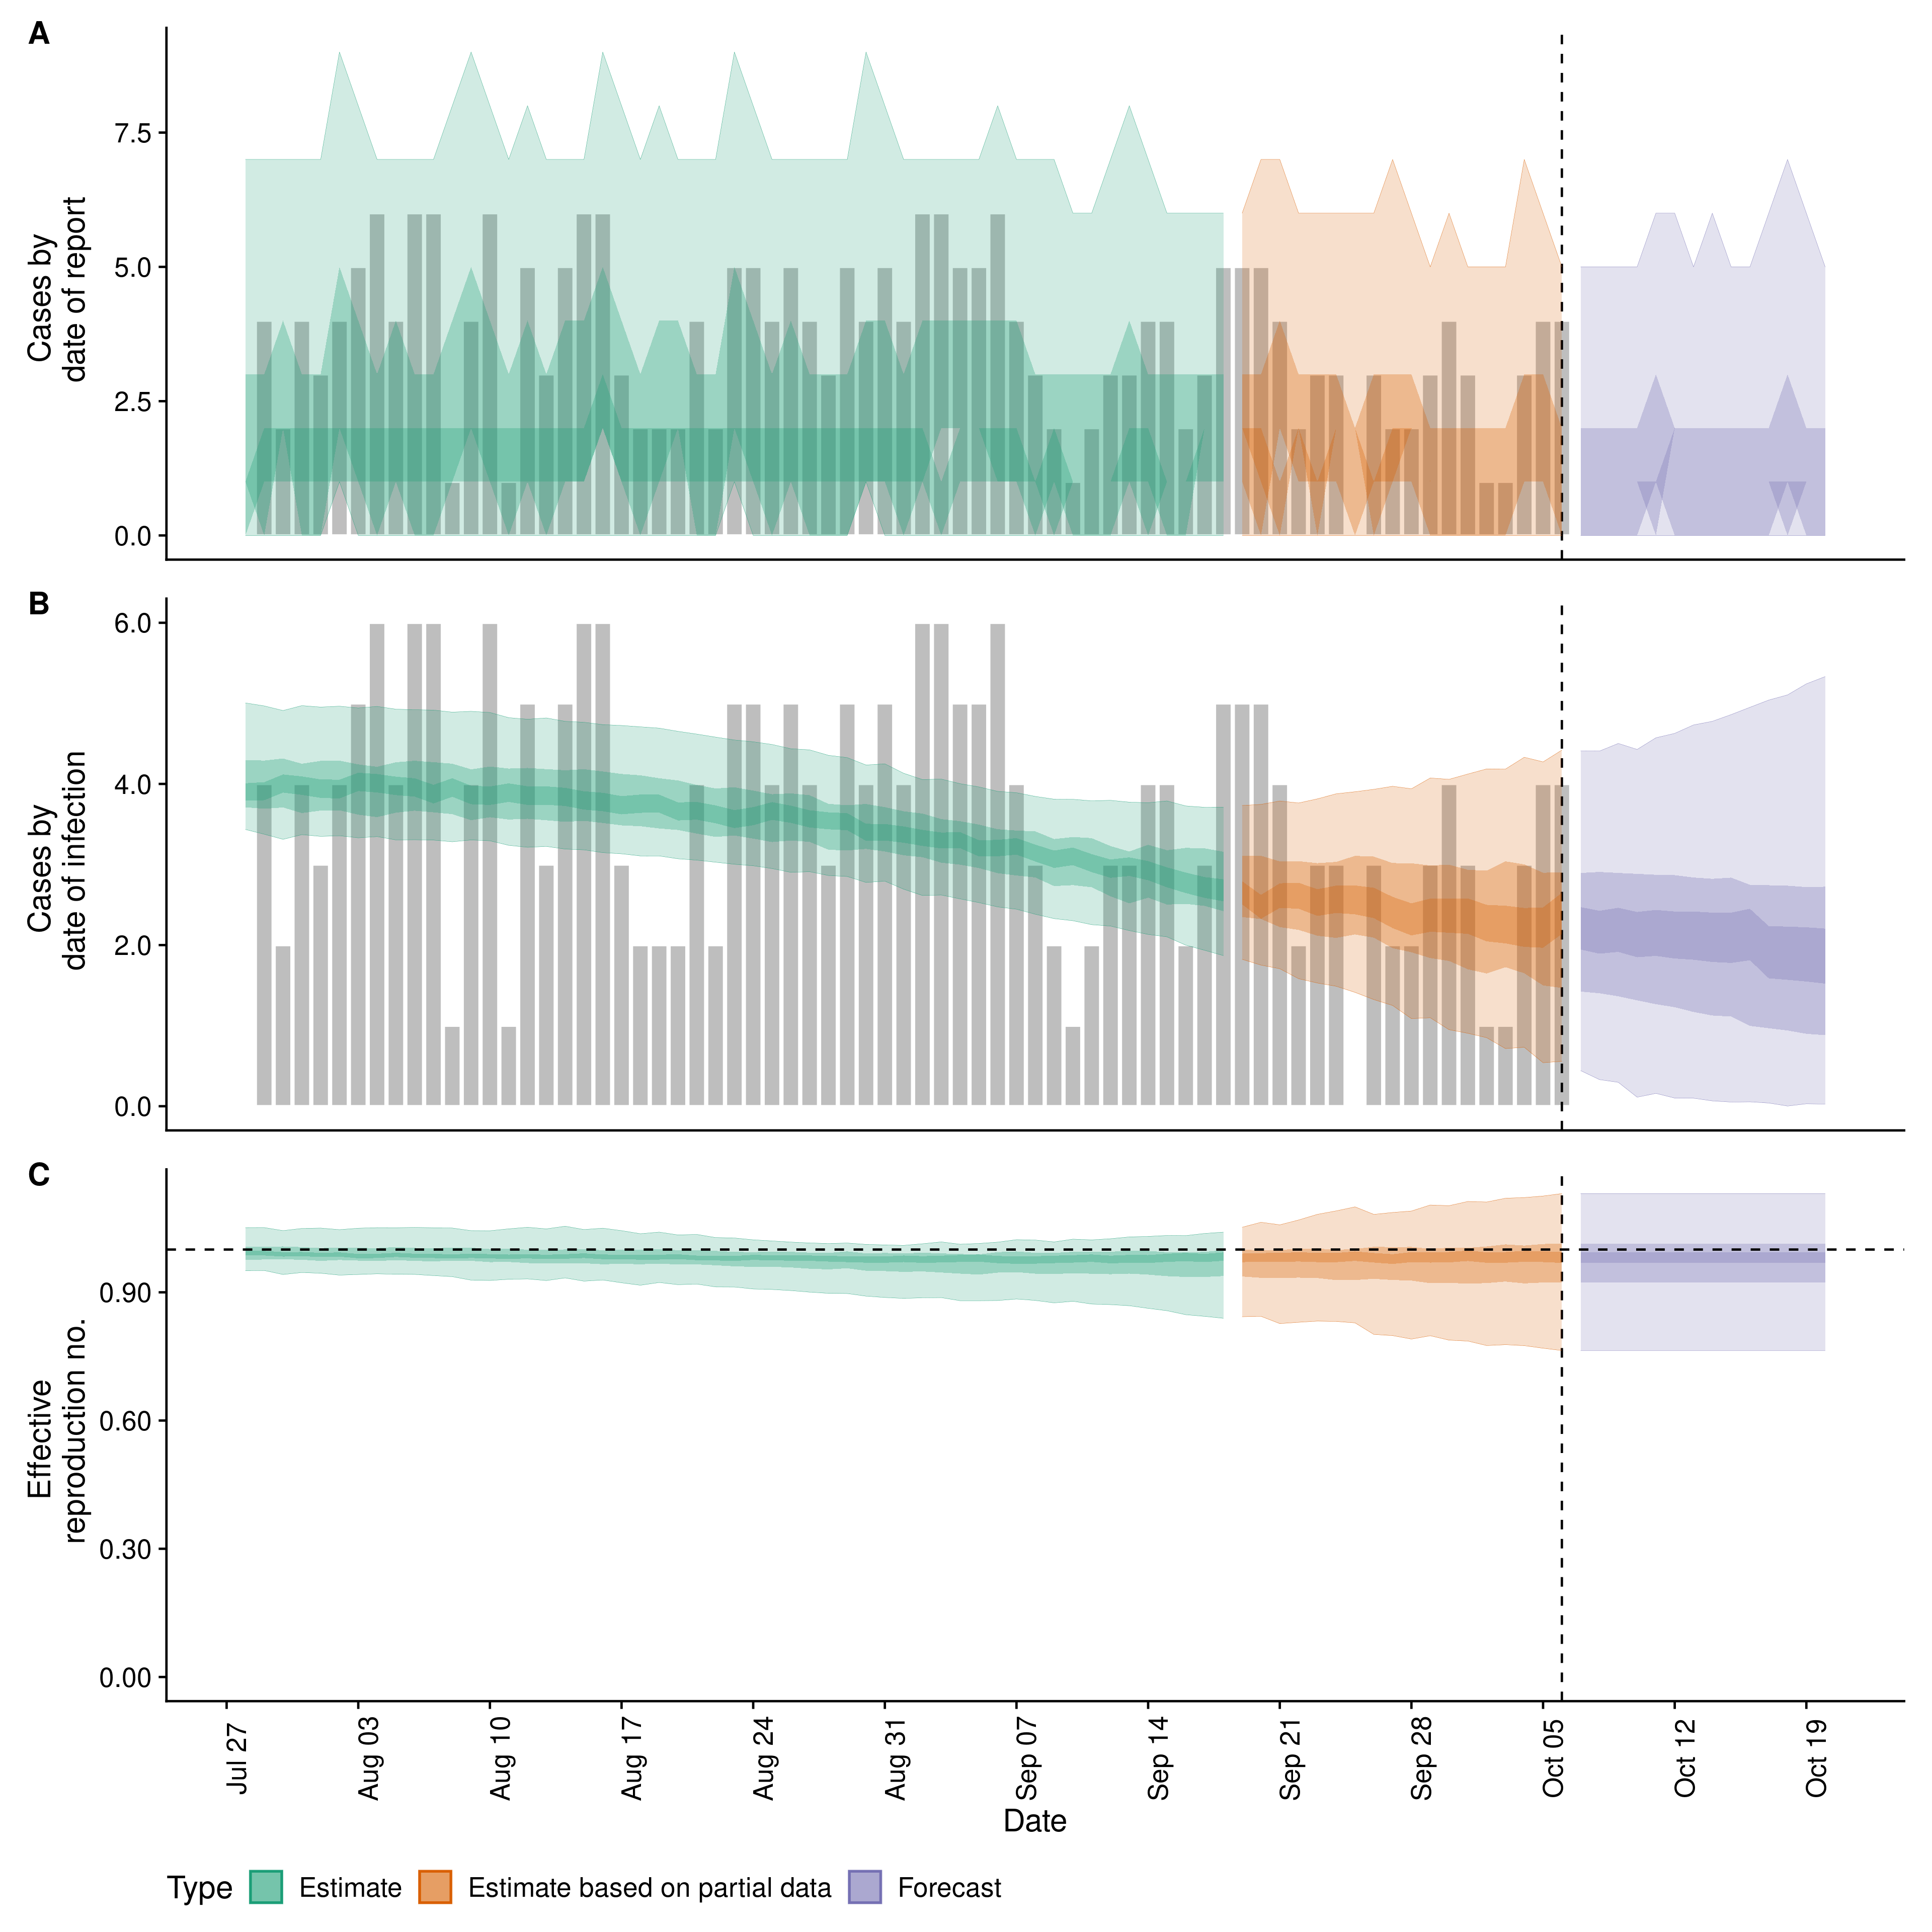 A
7.5
5.0
2.5
0.0
Cases by
date of report
B
6.0
4.0
2.0
0.0
Cases by
date of infection
C
0.90
0.60
0.30
0.00
Effective
reproduction no.
Jul 27
Aug 03
Aug 10
Aug 17
Aug 24
Aug 31
Sep 07
Sep 14
Sep 21
Sep 28
Oct 05
Oct 12
Oct 19
Date
Type Estimate Estimate based on partial data Forecast